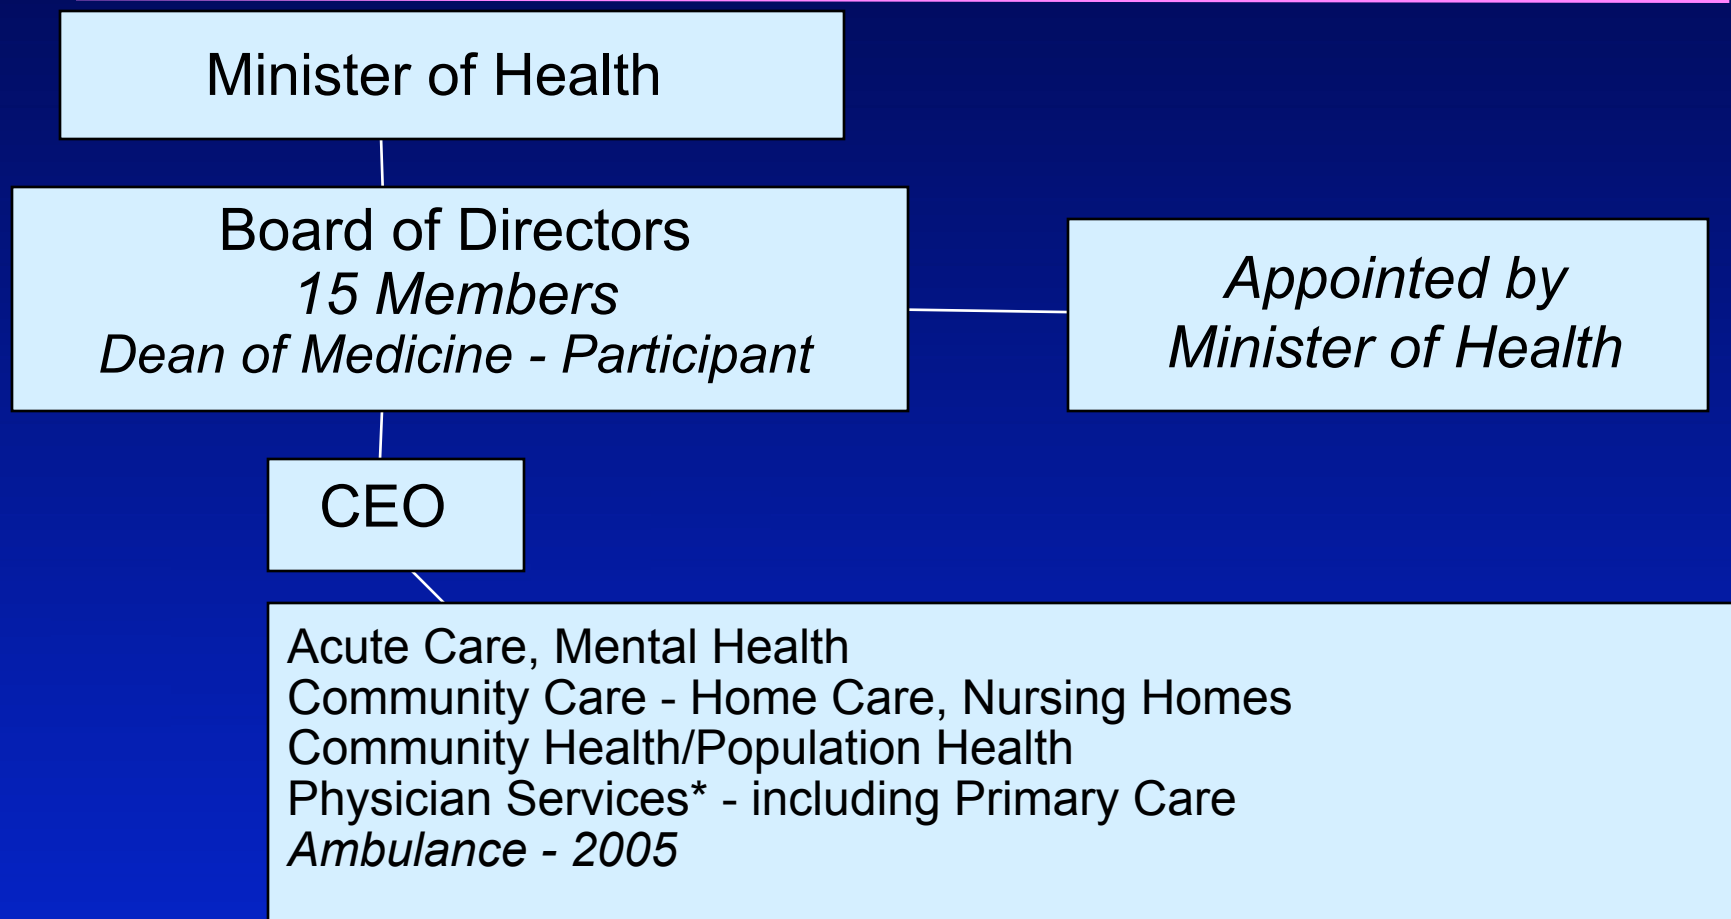 Minister of Health
Board of Directors
15 Members
Dean of Medicine - Participant
Appointed by
Minister of Health
CEO
Acute Care, Mental Health
Community Care - Home Care, Nursing Homes
Community Health/Population Health
Physician Services* - including Primary Care
Ambulance - 2005